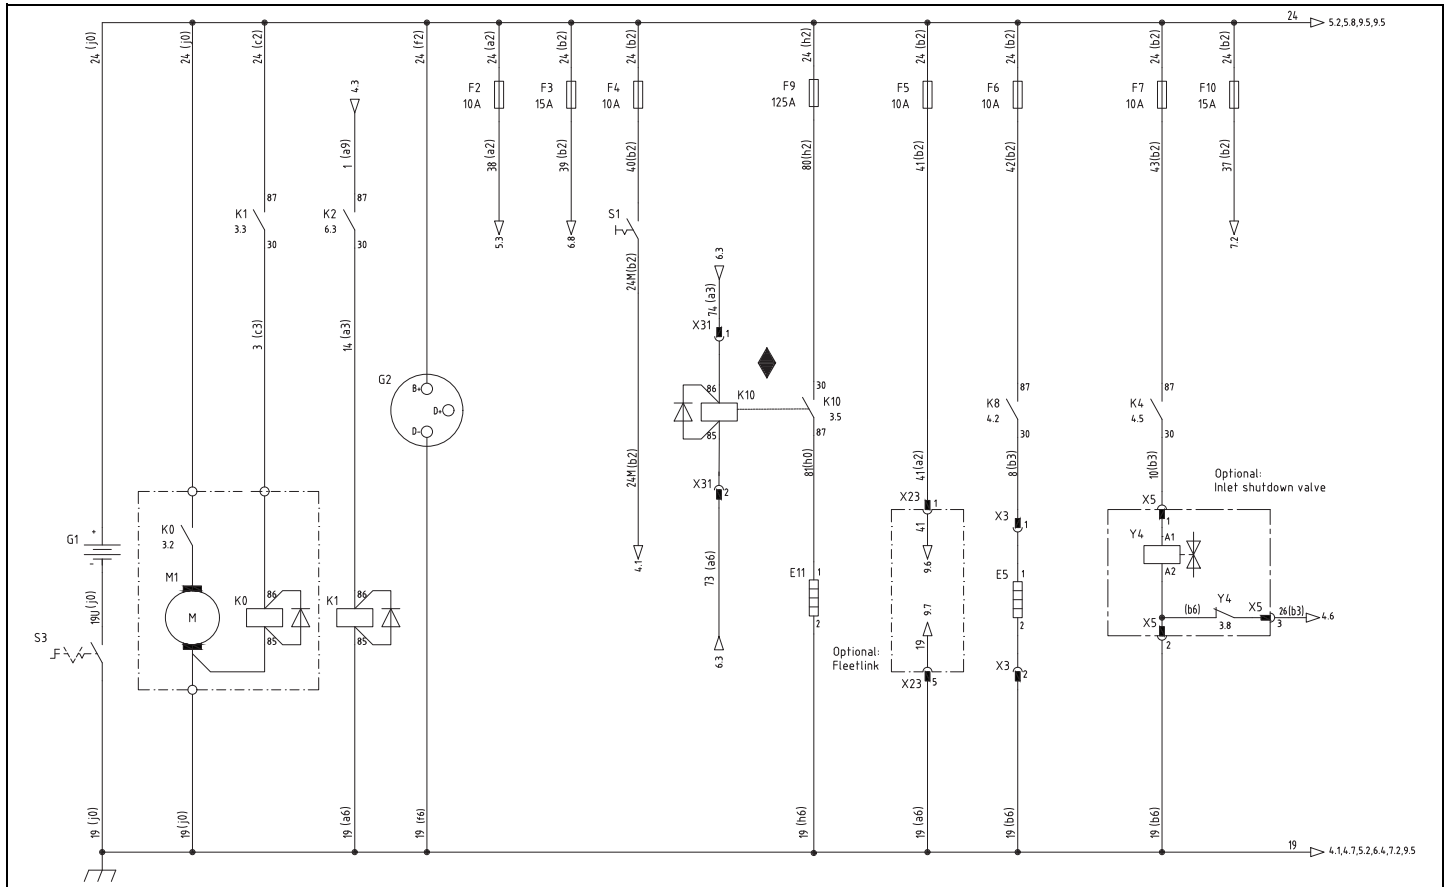 24
5.2,5.8,9.5,9.5
24 (j0)
24 (j0)
24 (c2)
24 (f2)
24 (a2)
24 (b2)
24 (b2)
24 (h2)
24 (b2)
24 (b2)
24 (b2)
24 (b2)
4.3
F2
10A
F3
15A
F4
10A
F9
125A
F5
10A
F6
10A
F7
10A
F10
15A
1 (a9)
38 (a2)
39 (b2)
40(b2)
80(h2)
41(b2)
42(b2)
43(b2)
37 (b2)
87
K1
3.3
30
87
K2
6.3
30
S1
5.3
6.8
7.2
24M(b2)
6.3
74 (a3)
X31
1
3 (c3)
14 (a3)
G2
B+
D+
D-
86
K10
85
30
K10
3.5
87
87
K8
4.2
30
87
K4
4.5
30
24M(b2)
X31
2
81(h0)
41(a2)
8(b3)
10(b3)
Optional:
Inlet shutdown valve
X23
1
41
9.6
X3
1
X5
1
Y4
A1
A2
G1
+
-
K0
3.2
M1
M
K0
86
85
K1
86
85
4.1
73 (a6)
E11
1
2
E5
1
2
9.7
19
19U(j0)
S3
(b6)
Y4
3.8
X5
3
26(b3)
4.6
X5
2
6.3
Optional:
Fleetlink
X23
5
X3
2
19 (j0)
19(j0)
19 (a6)
19 (f6)
19 (h6)
19 (a6)
19 (b6)
19 (b6)
19
4.1,4.7,5.2,6.4,7.2,9.5